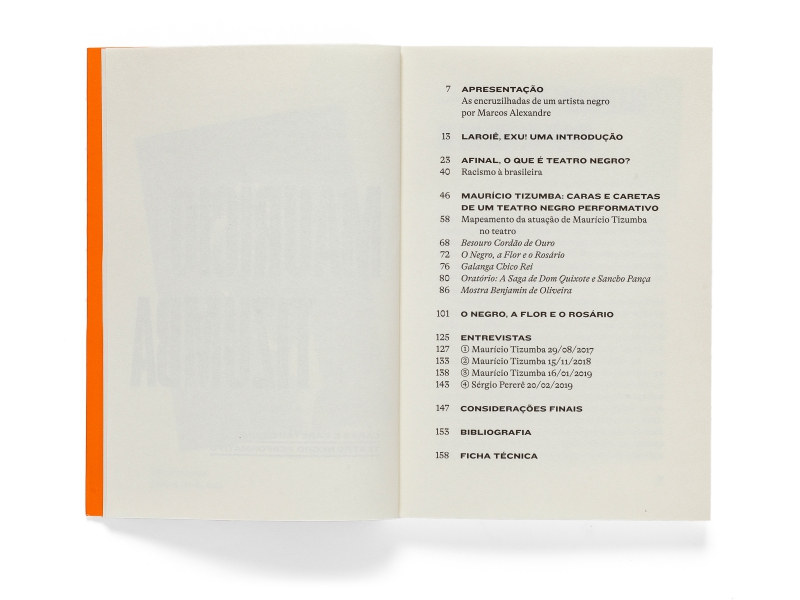 7 APRESENTAÇÃO
As encruzilhadas de um artista negro
por Marcos Alexandre
13 LAROIÊ, EXU! UMA INTRODUÇÃO
23 AFINAL, O QUE É TEATRO NEGRO?
40 Racismo à brasileira
46 MAURÍCIO TIZUMBA: CARAS E CARETAS
DE UM TEATRO NEGRO PERFORMATIVO
58 Mapeamento da atuação de Maurício Tizumba
no teatro
68 Besouro Cordão de Ouro
72 O Negro, a Flor e o Rosário
76 Galanga Chico Rei
80 Oratório: A Saga de Dom Quixote e Sancho Pança
86 Mostra Benjamin de Oliveira
101 O NEGRO, A FLOR E O ROSÁRIO
125 ENTREVISTAS
127 ① Maurício Tizumba 29/08/2017
133 ② Maurício Tizumba 15/11/2018
138 ③ Maurício Tizumba 16/01/2019
143 ④ Sérgio Pererê 20/02/2019
147 CONSIDERAÇÕES FINAIS
153 BIBLIOGRAFIA
158 FICHA TÉCNICA